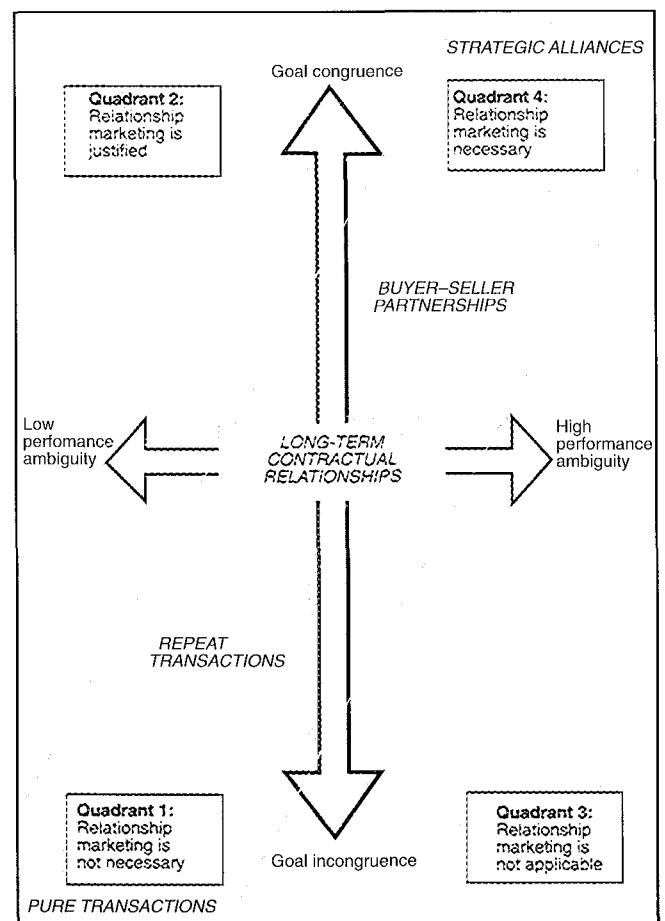 STRATEGIC ALLIANCES
Goal congruence
Quadrant 2:
Relationship
marketing is
justified
Quadrant 4:
Relationship
marketing is
necessary
BUYER–SELLER
PARTNERSHIPS
Low
perfomance
ambiguity
LONG-TERM
CONTRACTUAL
RELATIONSHIPS
High
performance
ambiguity
REPEAT
TRANSACTIONS
Quadrant 1:
Relationship
marketing is
not necessary
Goal incongruence
Quadrant 3:
Relationship
marketing is
not applicable
PURE TRANSACTIONS